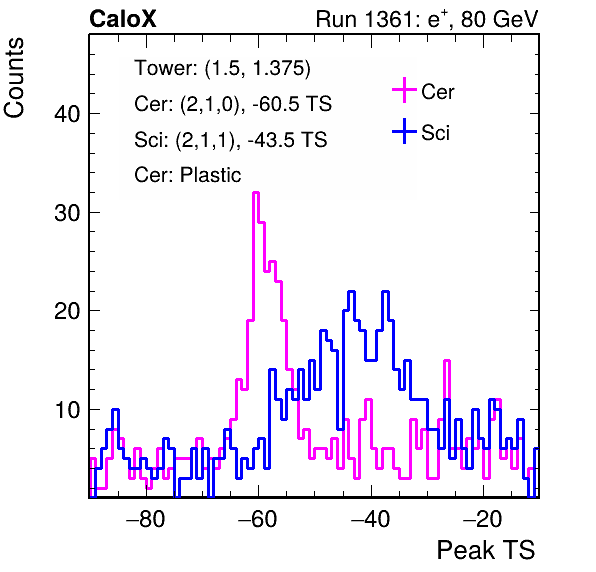 CaloX Run 1361: e+, 80 GeV
Counts
Tower: (1.5, 1.375)
Cer: (2,1,0), -60.5 TS
Sci: (2,1,1), -43.5 TS
Cer: Plastic
Cer
Sci
40
30
20
10
−80 −60 −40 −20
Peak TS